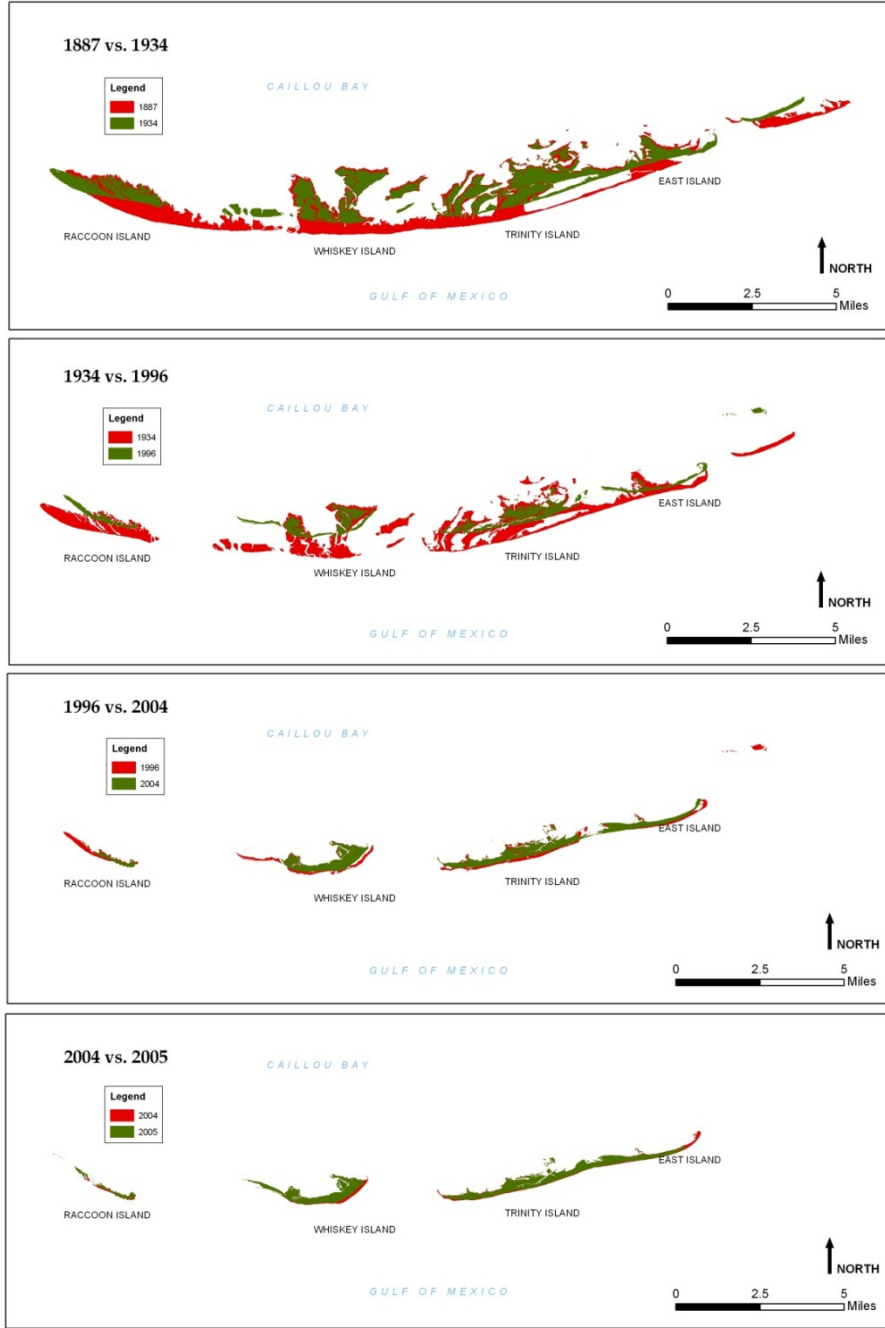 1887 vs. 1934
CAILLOU BAY
Legend
1887
1934
EAST ISLAND
RACCOON ISLAND
TRINITY ISLAND
WHISKEY ISLAND
NORTH
GULF OF MEXICO
0 2.5 5
Miles
1934 vs. 1996
CAILLOU BAY
Legend
1934
1996
EAST ISLAND
RACCOON ISLAND
TRINITY ISLAND
WHISKEY ISLAND
NORTH
GULF OF MEXICO
0 2.5 5
Miles
1996 vs. 2004
CAILLOU BAY
Legend
1996
2004
EAST ISLAND
RACCOON ISLAND
TRINITY ISLAND
WHISKEY ISLAND
NORTH
GULF OF MEXICO
0 2.5 5
Miles
2004 vs. 2005
CAILLOU BAY
Legend
2004
2005
EAST ISLAND
RACCOON ISLAND
TRINITY ISLAND
WHISKEY ISLAND
NORTH
GULF OF MEXICO
0 2.5 5
Miles